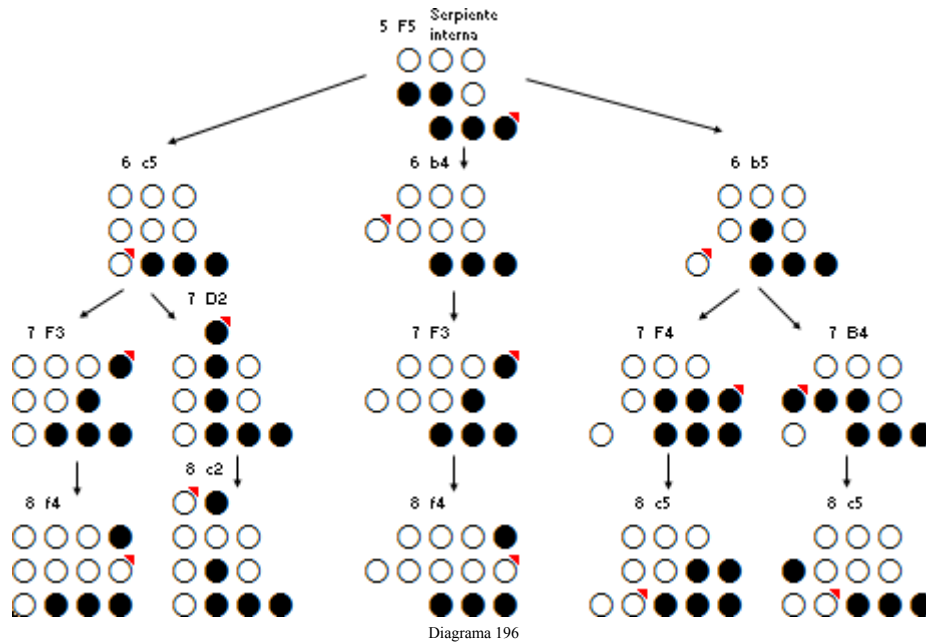 5 F5 Serpiente
interna
6 c5
6 b4
6 b5
7 D2
7 F3
7 F3
7 F4
7 B4
8 c2
8 f4
8 f4
8 c5
8 c5
Diagrama 196